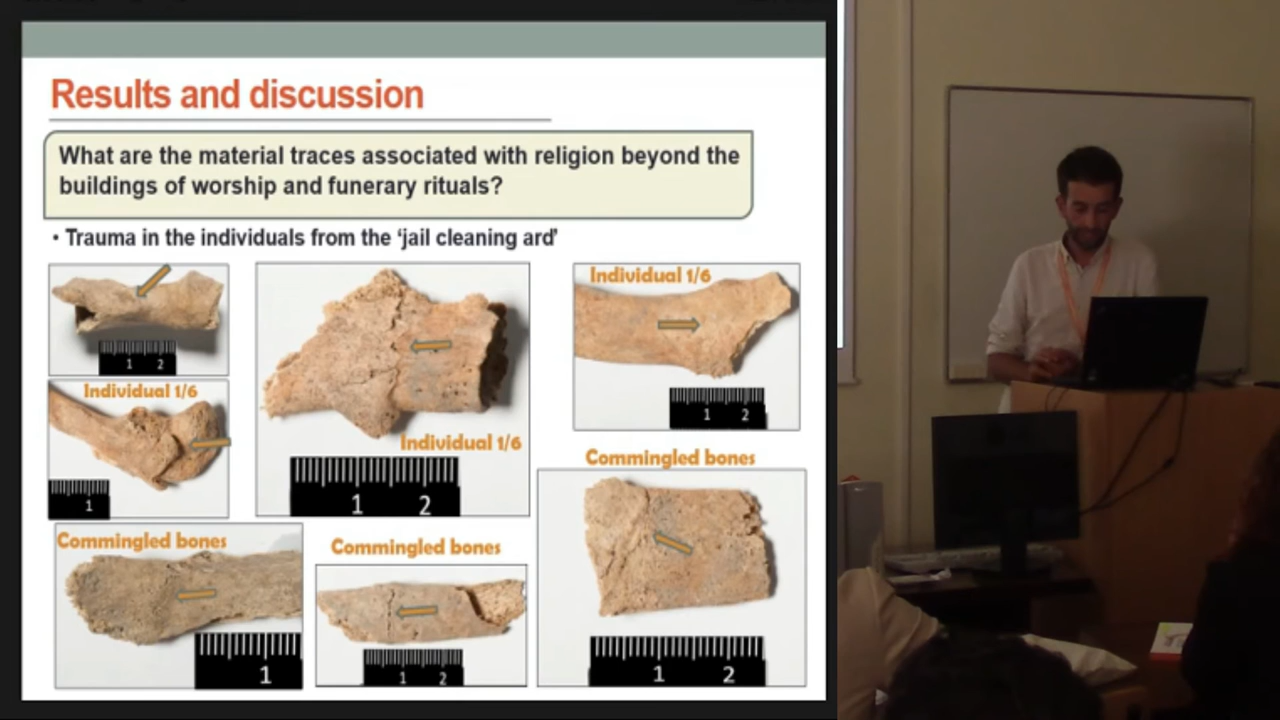 Results and discussion
What are the material traces associated with religion beyond the
buildings of worship and funerary rituals?
• Trauma in the individuals from the ‘jail cleaning ard’
Individual 1/6
1 2
Individual 1/6
1
Individual 1/6
1 2
1 2
Commingled bones
1
Commingled bones
1 2
Commingled bones
1 2